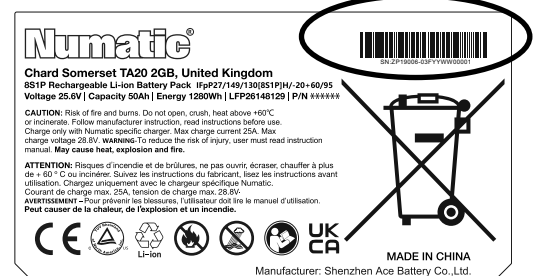 Numatic®
SN:ZP19006-03FYYWW00001
Chard Somerset TA20 2GB, United Kingdom
8S1P Rechargeable Li-ion Battery Pack IFpP27/149/130[8S1P]H/-20+60/95
Voltage 25.6V | Capacity 50Ah | Energy 1280Wh | LFP26148129 | P/N ******
CAUTION: Risk of fire and burns. Do not open, crush, heat above +60℃
or incinerate. Follow manufacturer instruction, read instructions before use.
Charge only with Numatic specific charger. Max charge current 25A. Max
charge voltage 28.8V. WARNING-To reduce the risk of injury, user must read instruction
manual. May cause heat, explosion and fire.
ATTENTION: Risques d'incendie et de brûlures, ne pas ouvrir, écraser, chauffer à plus
de + 60 ° C ou incinérer. Suivez les instructions du fabricant, lisez les instructions avant
utilisation. Chargez uniquement avec le chargeur spécifique Numatic.
Courant de charge max. 25A, tension de charge max. 28.8V-
AVERTISSEMENT – Pour prévenir les blessures, l'utilisateur doit lire le manuel d'utilisation.
Peut causer de la chaleur, de l'explosion et un incendie.
CE
Li-ion
UK
CA
MADE IN CHINA
Manufacturer: Shenzhen Ace Battery Co.,Ltd.